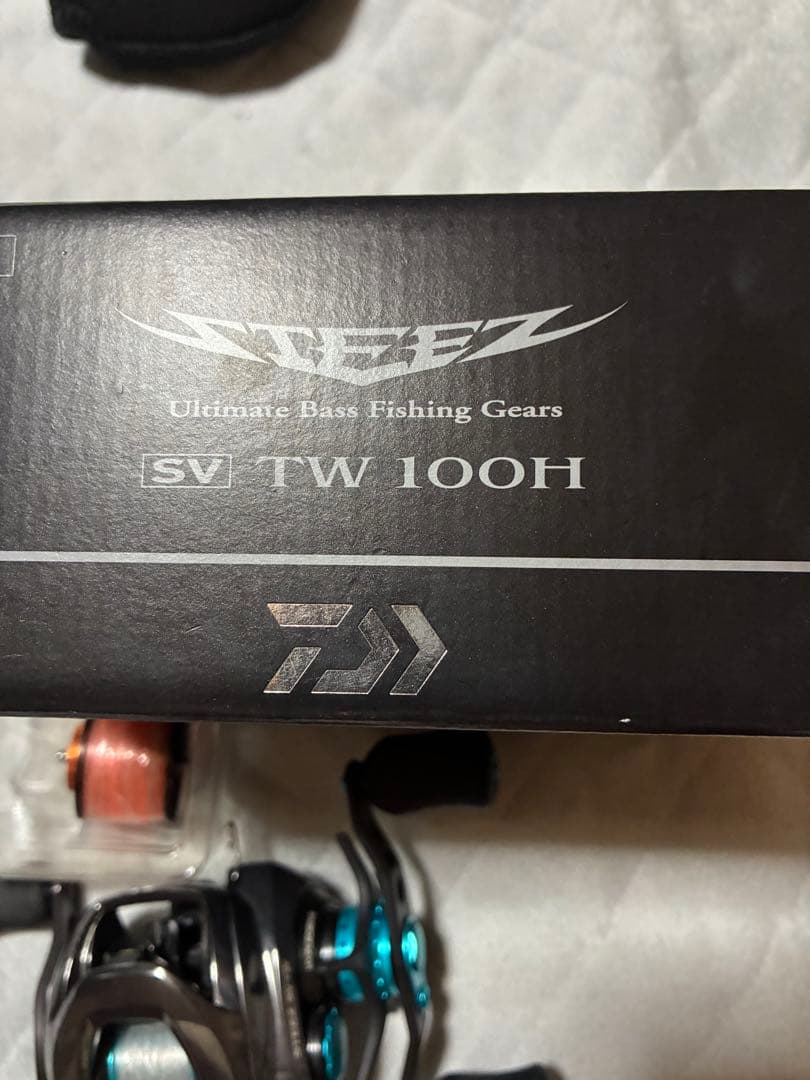 STEEZ
Ultimate Bass Fishing Gears
SV TW 100H